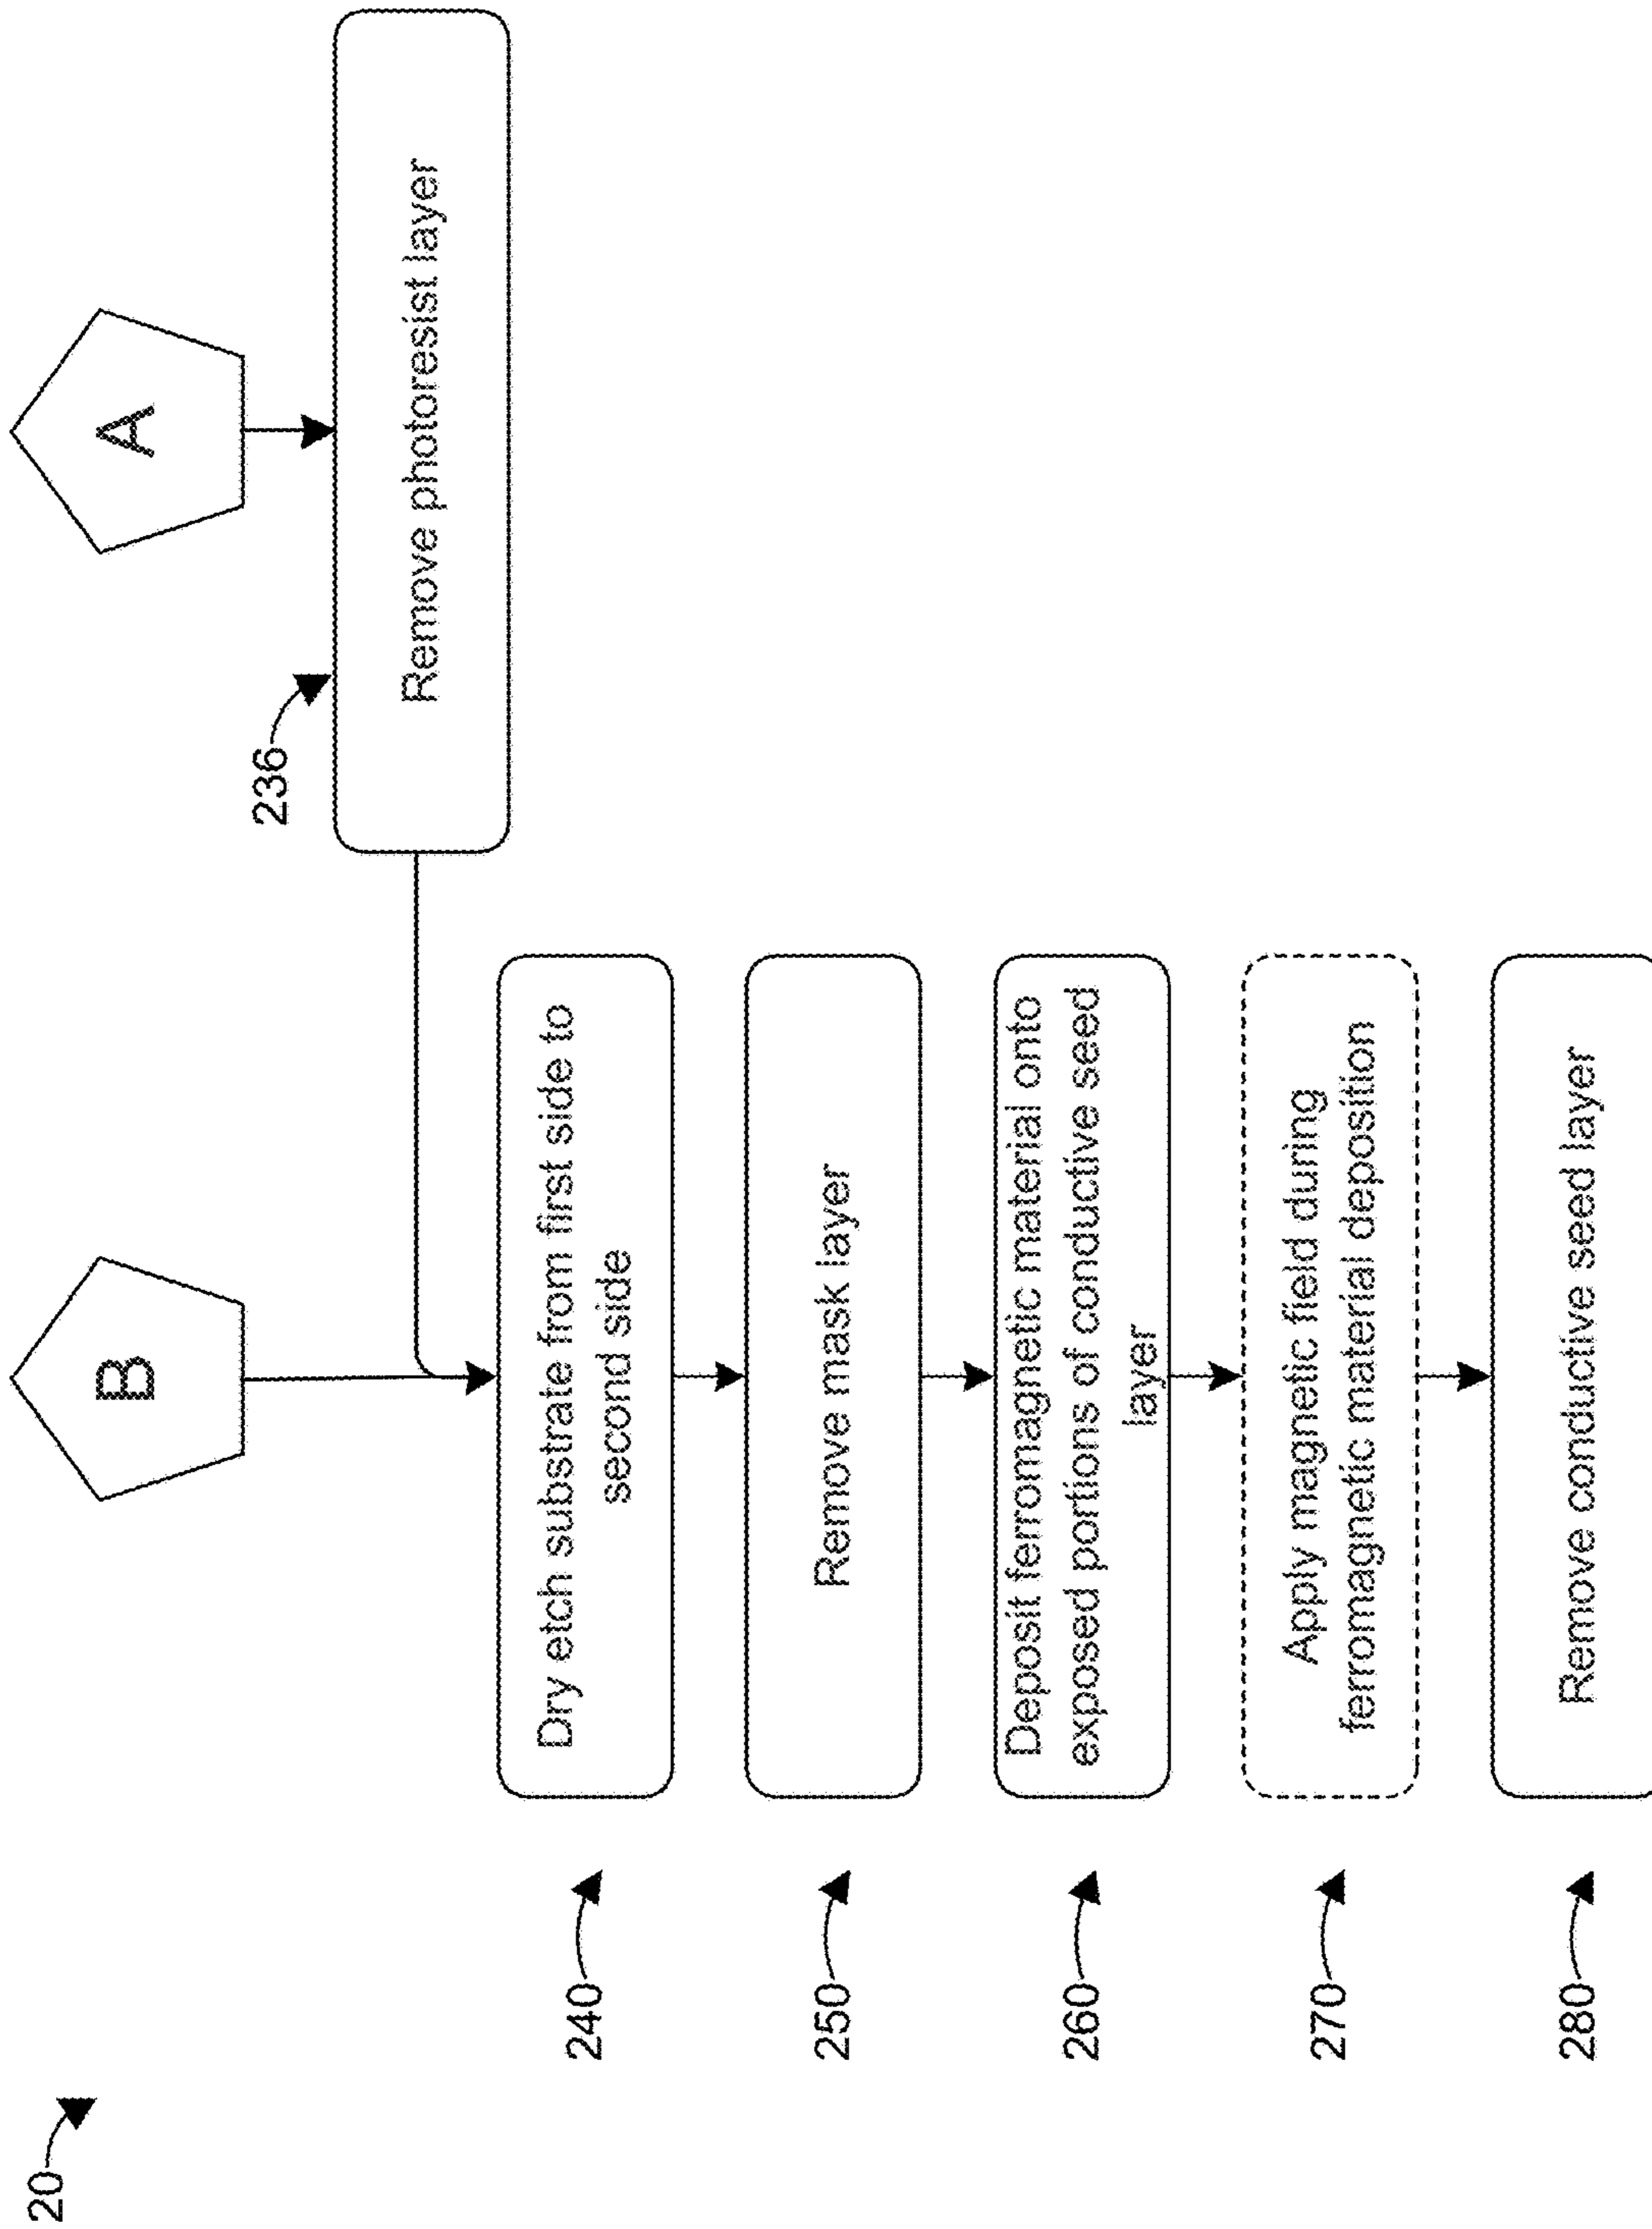 20
B
A
236
Remove photoresist layer
240
Dry etch substrate from first side to
second side
250
Remove mask layer
260
Deposit ferromagnetic material onto
exposed portions of conductive seed
layer
270
Apply magnetic field during
ferromagnetic material deposition
280
Remove conductive seed layer